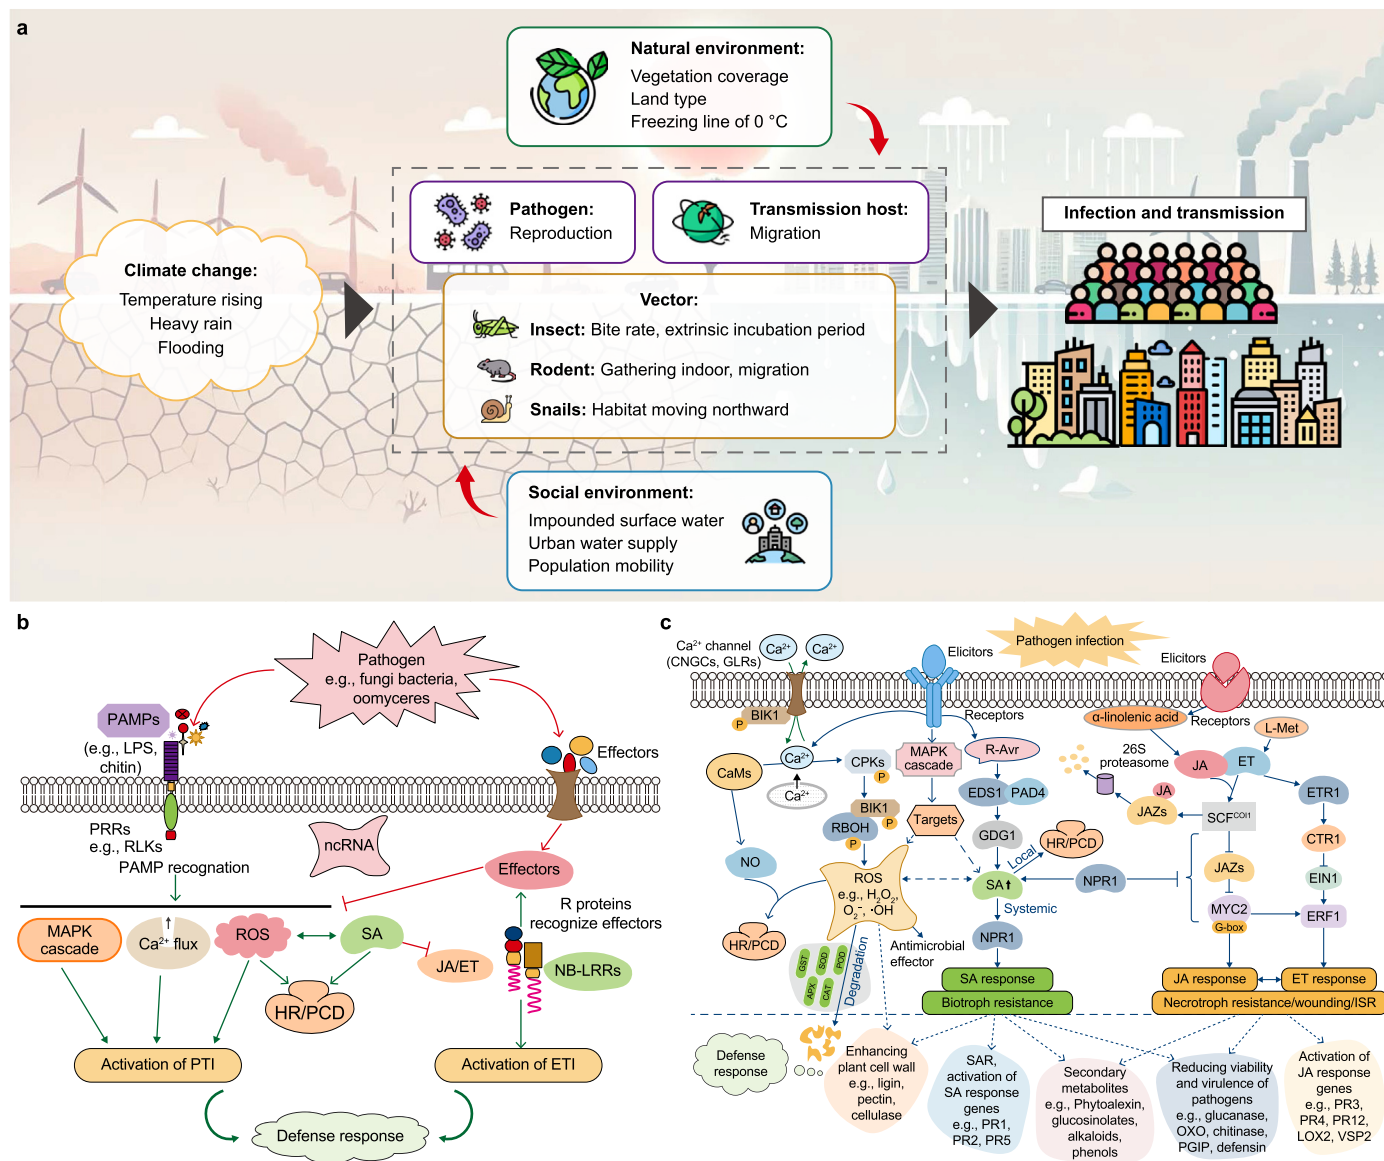 a
Natural environment:
Vegetation coverage
Land type
Freezing line of 0 °C
Pathogen:
Reproduction
Transmission host:
Migration
Infection and transmission
Climate change:
Temperature rising
Heavy rain
Flooding
Vector:
Insect: Bite rate, extrinsic incubation period
Rodent: Gathering indoor, migration
Snails: Habitat moving northward
Social environment:
Impounded surface water
Urban water supply
Population mobility
b
Pathogen
e.g., fungi bacteria,
oomyceres
PAMPs
(e.g., LPS,
chitin)
Effectors
PRRs
e.g., RLKs
ncRNA
PAMP recognation
Effectors
R proteins
recognize effectors
MAPK
cascade
Ca²⁺ flux
ROS
SA
JA/ET
NB-LRRs
HR/PCD
Activation of PTI
Activation of ETI
Defense response
c
Pathogen infection
Ca²⁺ channel
(CNGCs, GLRs)
Ca²⁺
Ca²⁺
Elicitors
Elicitors
BIK1
P
Receptors
α-linolenic acid
Receptors
L-Met
CaMs
Ca²⁺
Ca²⁺
CPKs
P
MAPK
cascade
R-Avr
26S
proteasome
JA
ET
EDS1
PAD4
JA
JAZs
ETR1
BIK1
P
RBOH
P
Targets
GDG1
SCF^COI1
CTR1
Local
HR/PCD
NO
ROS
e.g., H₂O₂,
O₂⁻, ·OH
SA
NPR1
JAZs
EIN1
Systemic
MYC2
G-box
ERF1
HR/PCD
NPR1
Antimicrobial
effector
GST
SOD
POD
APX
CAT
Degradation
SA response
Biotroph resistance
JA response
ET response
Necrotroph resistance/wounding/ISR
Defense
response
Enhancing
plant cell wall
e.g., ligin,
pectin,
cellulase
SAR,
activation of
SA response
genes
e.g., PR1,
PR2, PR5
Secondary
metabolites
e.g., Phytoalexin,
glucosinolates,
alkaloids,
phenols
Reducing viability
and virulence of
pathogens
e.g., glucanase,
OXO, chitinase,
PGIP, defensin
Activation of
JA response
genes
e.g., PR3,
PR4, PR12,
LOX2, VSP2